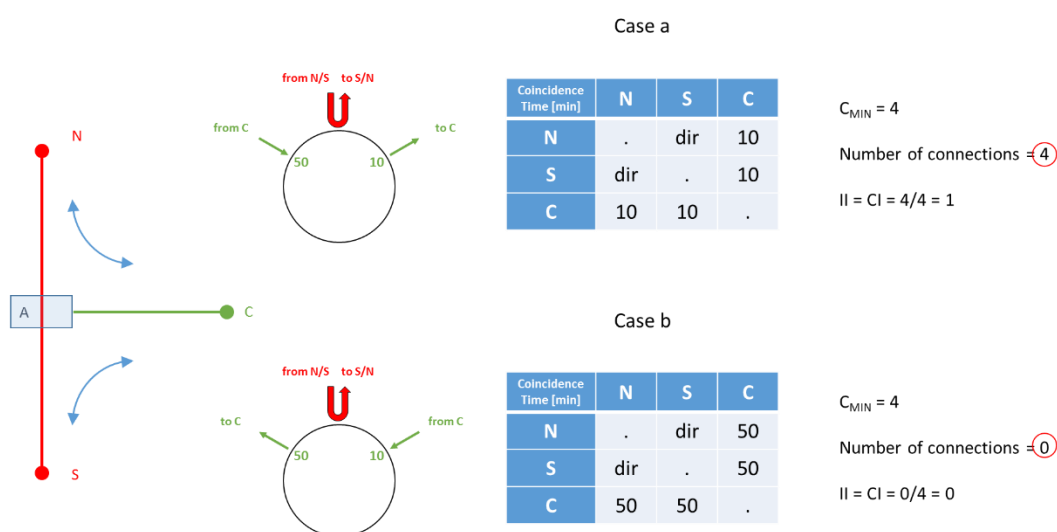 Case a
from N/S to S/N
from C
to C
50
10
Coincidence Time [min] N S C
N . dir 10
S dir . 10
C 10 10 .
C_MIN = 4
Number of connections = 4
II = CI = 4/4 = 1
N
A
C
S
Case b
from N/S to S/N
to C
from C
50
10
Coincidence Time [min] N S C
N . dir 50
S dir . 50
C 50 50 .
C_MIN = 4
Number of connections = 0
II = CI = 0/4 = 0